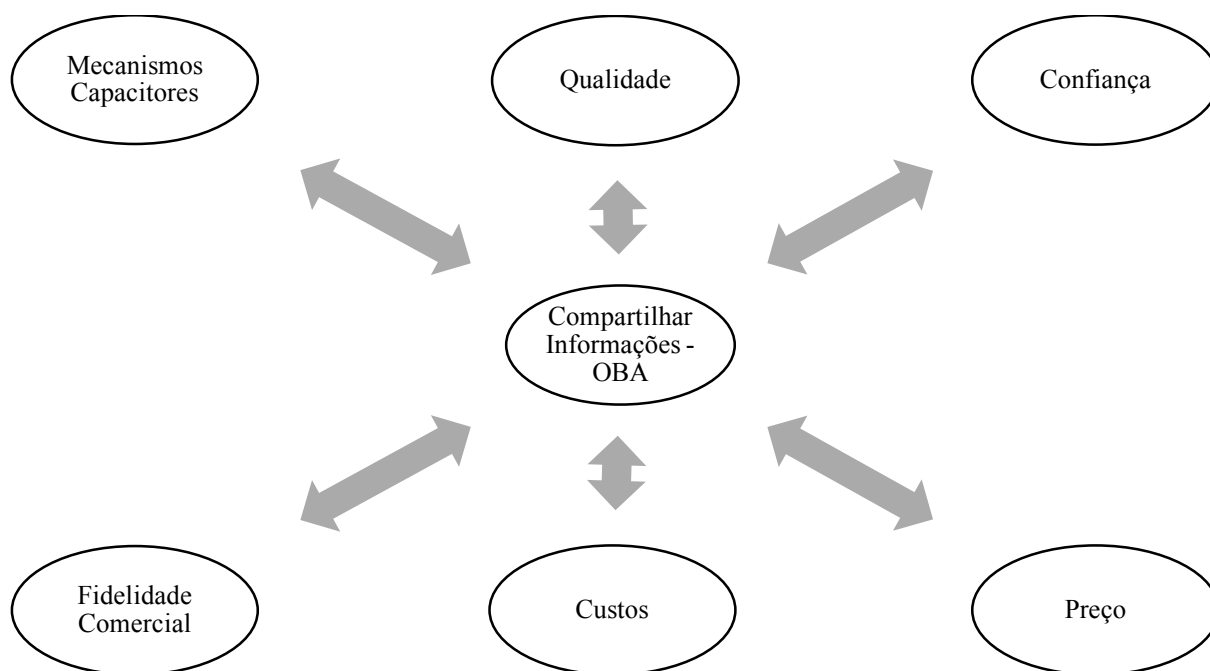 Mecanismos
Capacitores
Qualidade
Confiança
Compartilhar
Informações -
OBA
Fidelidade
Comercial
Custos
Preço